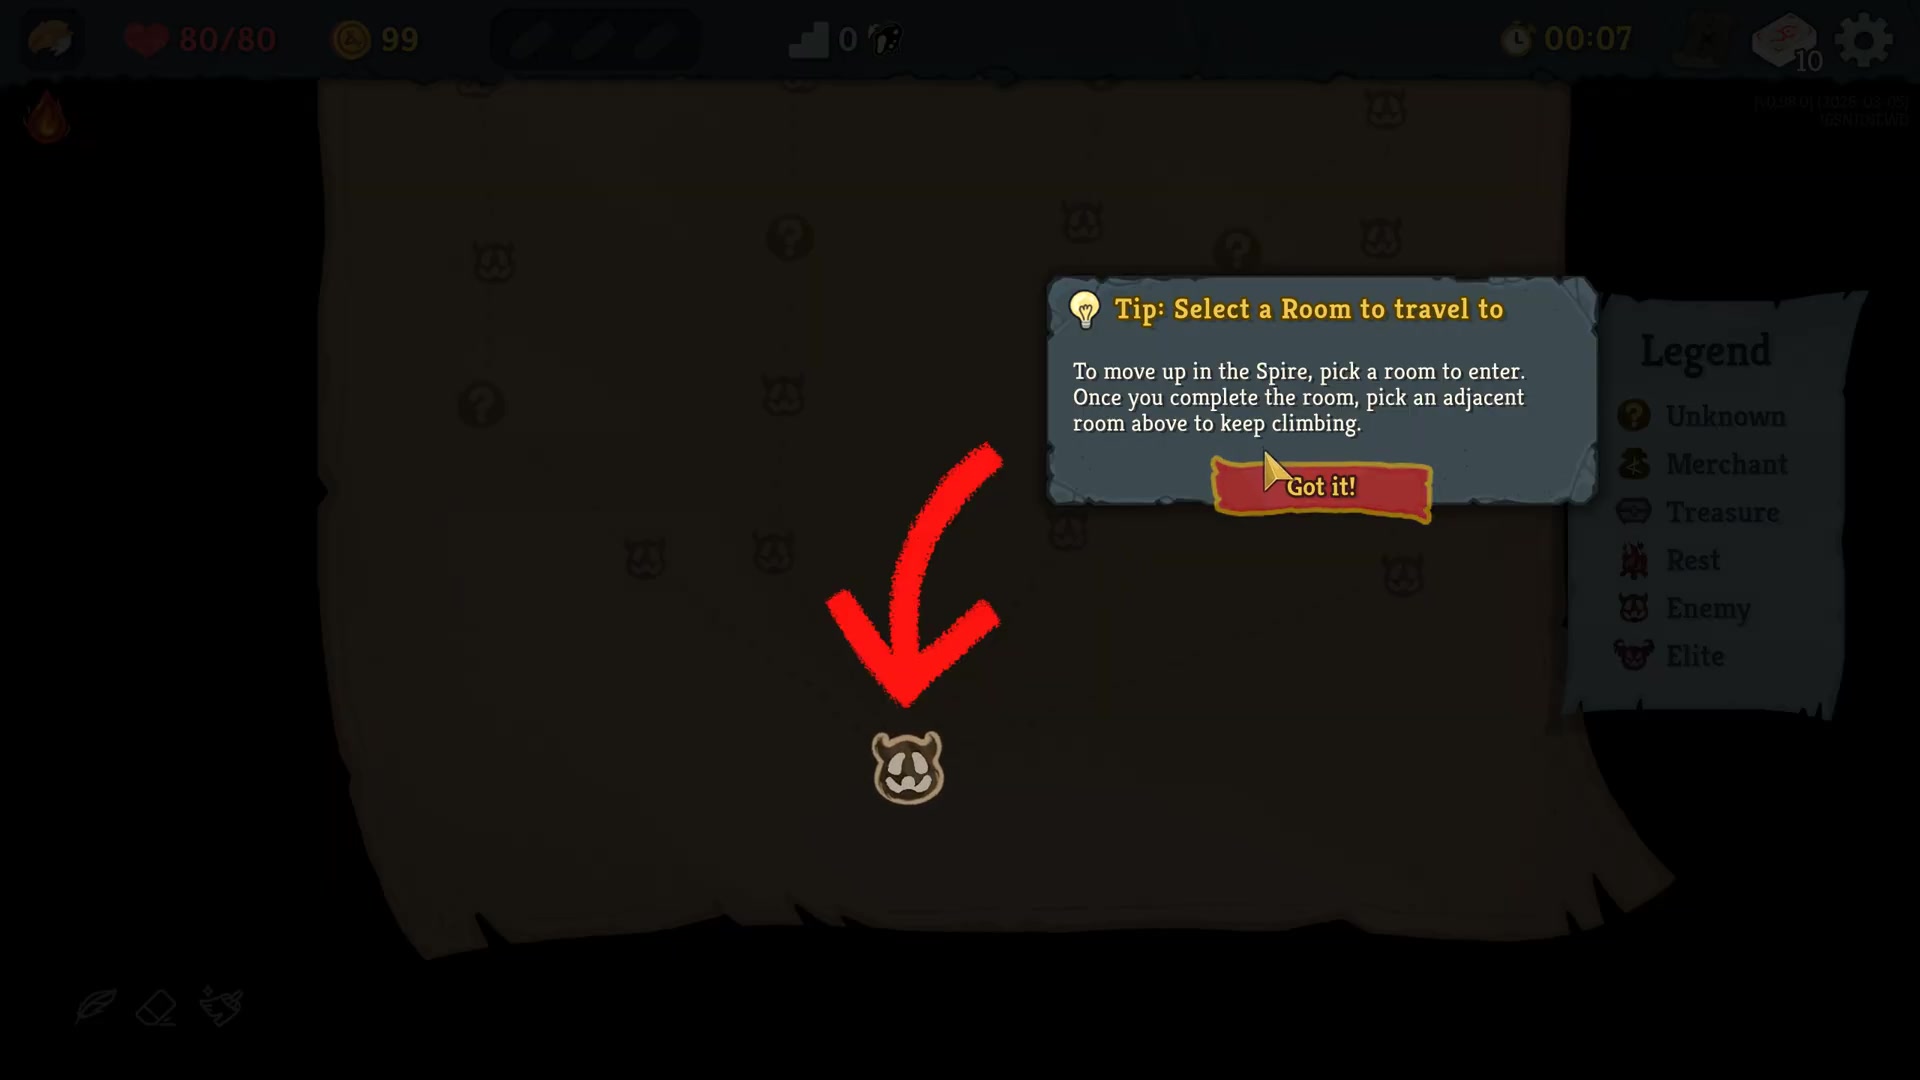 80/80
99
0
00:07
10
Tip: Select a Room to travel to
To move up in the Spire, pick a room to enter.
Once you complete the room, pick an adjacent
room above to keep climbing.
Got it!
Legend
Unknown
Merchant
Treasure
Rest
Enemy
Elite